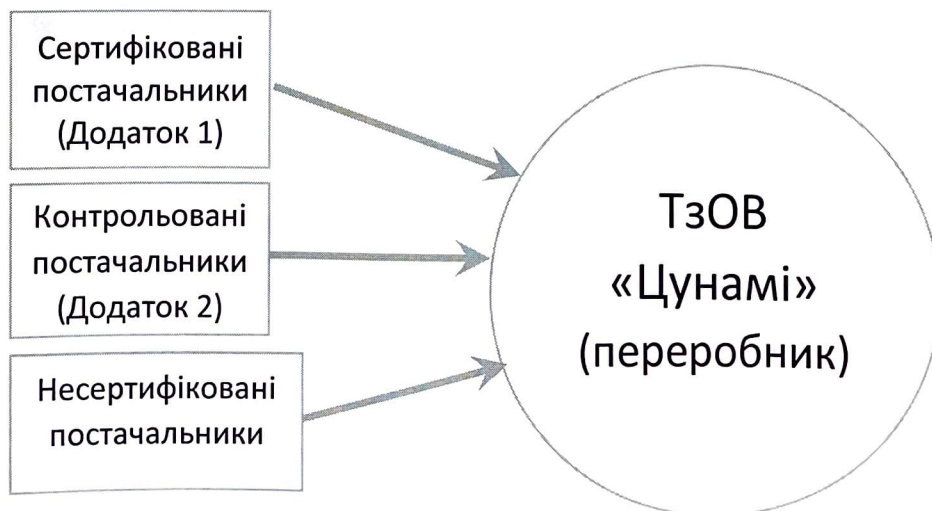 Сертифіковані
постачальники
(Додаток 1)
Контрольовані
постачальники
(Додаток 2)
Несертифіковані
постачальники
ТзОВ
«Цунамі»
(переробник)